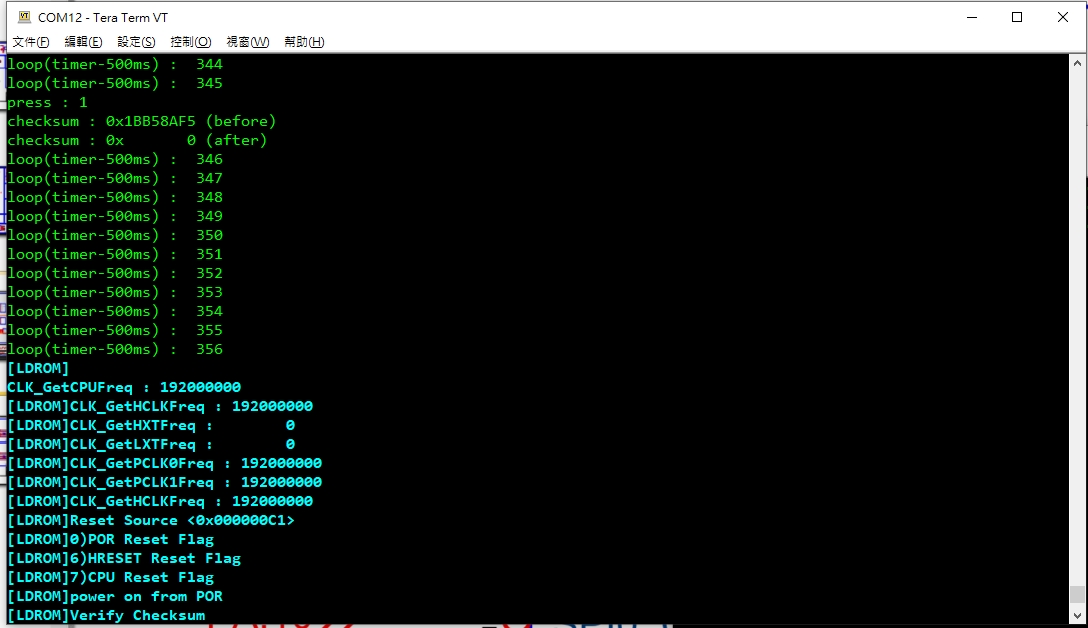 COM12 - Tera Term VT
文件(F) 編輯(E) 設定(S) 控制(O) 視窗(W) 幫助(H)
loop(timer-500ms) :  344
loop(timer-500ms) :  345
press : 1
checksum : 0x1BB58AF5 (before)
checksum : 0x       0 (after)
loop(timer-500ms) :  346
loop(timer-500ms) :  347
loop(timer-500ms) :  348
loop(timer-500ms) :  349
loop(timer-500ms) :  350
loop(timer-500ms) :  351
loop(timer-500ms) :  352
loop(timer-500ms) :  353
loop(timer-500ms) :  354
loop(timer-500ms) :  355
loop(timer-500ms) :  356
[LDROM]
CLK_GetCPUFreq : 192000000
[LDROM]CLK_GetHCLKFreq : 192000000
[LDROM]CLK_GetHXTFreq :        0
[LDROM]CLK_GetLXTFreq :        0
[LDROM]CLK_GetPCLK0Freq : 192000000
[LDROM]CLK_GetPCLK1Freq : 192000000
[LDROM]CLK_GetHCLKFreq : 192000000
[LDROM]Reset Source <0x000000C1>
[LDROM]0)POR Reset Flag
[LDROM]6)HRESET Reset Flag
[LDROM]7)CPU Reset Flag
[LDROM]power on from POR
[LDROM]Verify Checksum